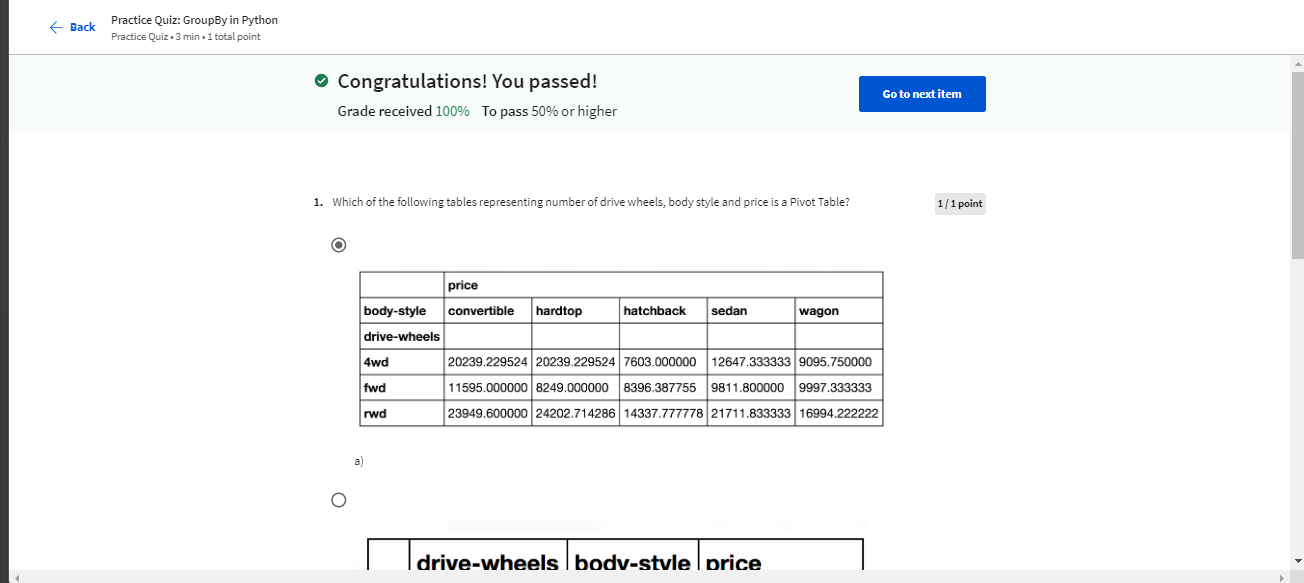 Back
Practice Quiz: GroupBy in Python
Practice Quiz • 3 min • 1 total point
Congratulations! You passed!
Grade received 100% To pass 50% or higher
Go to next item
1. Which of the following tables representing number of drive wheels, body style and price is a Pivot Table?
1 / 1 point
price
body-style convertible hardtop hatchback sedan wagon
drive-wheels
4wd 20239.229524 20239.229524 7603.000000 12647.333333 9095.750000
fwd 11595.000000 8249.000000 8396.387755 9811.800000 9997.333333
rwd 23949.600000 24202.714286 14337.777778 21711.833333 16994.222222
a)
drive-wheels body-style price